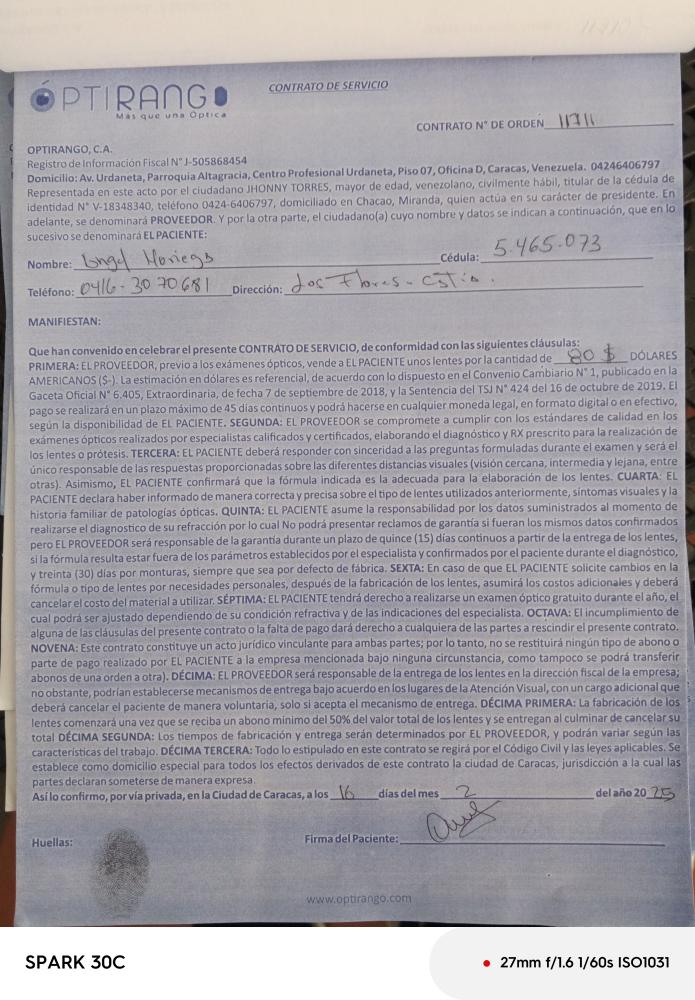 ÓPTIRANGO
Más que una Óptica
CONTRATO DE SERVICIO
CONTRATO N° DE ORDEN 11711
OPTIRANGO, C.A.
Registro de Información Fiscal N° J-505868454
Domicilio: Av. Urdaneta, Parroquia Altagracia, Centro Profesional Urdaneta, Piso 07, Oficina D, Caracas, Venezuela. 04246406797
Representada en este acto por el ciudadano JHONNY TORRES, mayor de edad, venezolano, civilmente hábil, titular de la cédula de
identidad N° V-18348340, teléfono 0424-6406797, domiciliado en Chacao, Miranda, quien actúa en su carácter de presidente. En
adelante, se denominará PROVEEDOR. Y por la otra parte, el ciudadano(a) cuyo nombre y datos se indican a continuación, que en lo
sucesivo se denominará EL PACIENTE:
Nombre: Cédula: 5.465.073
Teléfono: 0416-3070681 Dirección: Los Flores -
MANIFIESTAN:
Que han convenido en celebrar el presente CONTRATO DE SERVICIO, de conformidad con las siguientes cláusulas:
PRIMERA: EL PROVEEDOR, previo a los exámenes ópticos, vende a EL PACIENTE unos lentes por la cantidad de 80 $ DÓLARES
AMERICANOS ($-). La estimación en dólares es referencial, de acuerdo con lo dispuesto en el Convenio Cambiario N° 1, publicado en la
Gaceta Oficial N° 6.405, Extraordinaria, de fecha 7 de septiembre de 2018, y la Sentencia del TSJ N° 424 del 16 de octubre de 2019. El
pago se realizará en un plazo máximo de 45 días continuos y podrá hacerse en cualquier moneda legal, en formato digital o en efectivo,
según la disponibilidad de EL PACIENTE. SEGUNDA: EL PROVEEDOR se compromete a cumplir con los estándares de calidad en los
exámenes ópticos realizados por especialistas calificados y certificados, elaborando el diagnóstico y RX prescrito para la realización de
los lentes o prótesis. TERCERA: EL PACIENTE deberá responder con sinceridad a las preguntas formuladas durante el examen y será el
único responsable de las respuestas proporcionadas sobre las diferentes distancias visuales (visión cercana, intermedia y lejana, entre
otras). Asimismo, EL PACIENTE confirmará que la fórmula indicada es la adecuada para la elaboración de los lentes. CUARTA: EL
PACIENTE declara haber informado de manera correcta y precisa sobre el tipo de lentes utilizados anteriormente, síntomas visuales y la
historia familiar de patologías ópticas. QUINTA: EL PACIENTE asume la responsabilidad por los datos suministrados al momento de
realizarse el diagnostico de su refracción por lo cual No podrá presentar reclamos de garantía si fueran los mismos datos confirmados
pero EL PROVEEDOR será responsable de la garantía durante un plazo de quince (15) días continuos a partir de la entrega de los lentes,
si la fórmula resulta estar fuera de los parámetros establecidos por el especialista y confirmados por el paciente durante el diagnóstico,
y treinta (30) días por monturas, siempre que sea por defecto de fábrica. SEXTA: En caso de que EL PACIENTE solicite cambios en la
fórmula o tipo de lentes por necesidades personales, después de la fabricación de los lentes, asumirá los costos adicionales y deberá
cancelar el costo del material a utilizar. SÉPTIMA: EL PACIENTE tendrá derecho a realizarse un examen óptico gratuito durante el año, el
cual podrá ser ajustado dependiendo de su condición refractiva y de las indicaciones del especialista. OCTAVA: El incumplimiento de
alguna de las cláusulas del presente contrato o la falta de pago dará derecho a cualquiera de las partes a rescindir el presente contrato.
NOVENA: Este contrato constituye un acto jurídico vinculante para ambas partes; por lo tanto, no se restituirá ningún tipo de abono o
parte de pago realizado por EL PACIENTE a la empresa mencionada bajo ninguna circunstancia, como tampoco se podrá transferir
abonos de una orden a otra). DÉCIMA: EL PROVEEDOR será responsable de la entrega de los lentes en la dirección fiscal de la empresa;
no obstante, podrían establecerse mecanismos de entrega bajo acuerdo en los lugares de la Atención Visual, con un cargo adicional que
deberá cancelar el paciente de manera voluntaria, solo si acepta el mecanismo de entrega. DÉCIMA PRIMERA: La fabricación de los
lentes comenzará una vez que se reciba un abono mínimo del 50% del valor total de los lentes y se entregan al culminar de cancelar su
total DÉCIMA SEGUNDA: Los tiempos de fabricación y entrega serán determinados por EL PROVEEDOR, y podrán variar según las
características del trabajo. DÉCIMA TERCERA: Todo lo estipulado en este contrato se regirá por el Código Civil y las leyes aplicables. Se
establece como domicilio especial para todos los efectos derivados de este contrato la ciudad de Caracas, jurisdicción a la cual las
partes declaran someterse de manera expresa.
Así lo confirmo, por vía privada, en la Ciudad de Caracas, a los 16 días del mes 2 del año 2025
Huellas: Firma del Paciente:
www.optirango.com
SPARK 30C
27mm f/1.6 1/60s ISO1031